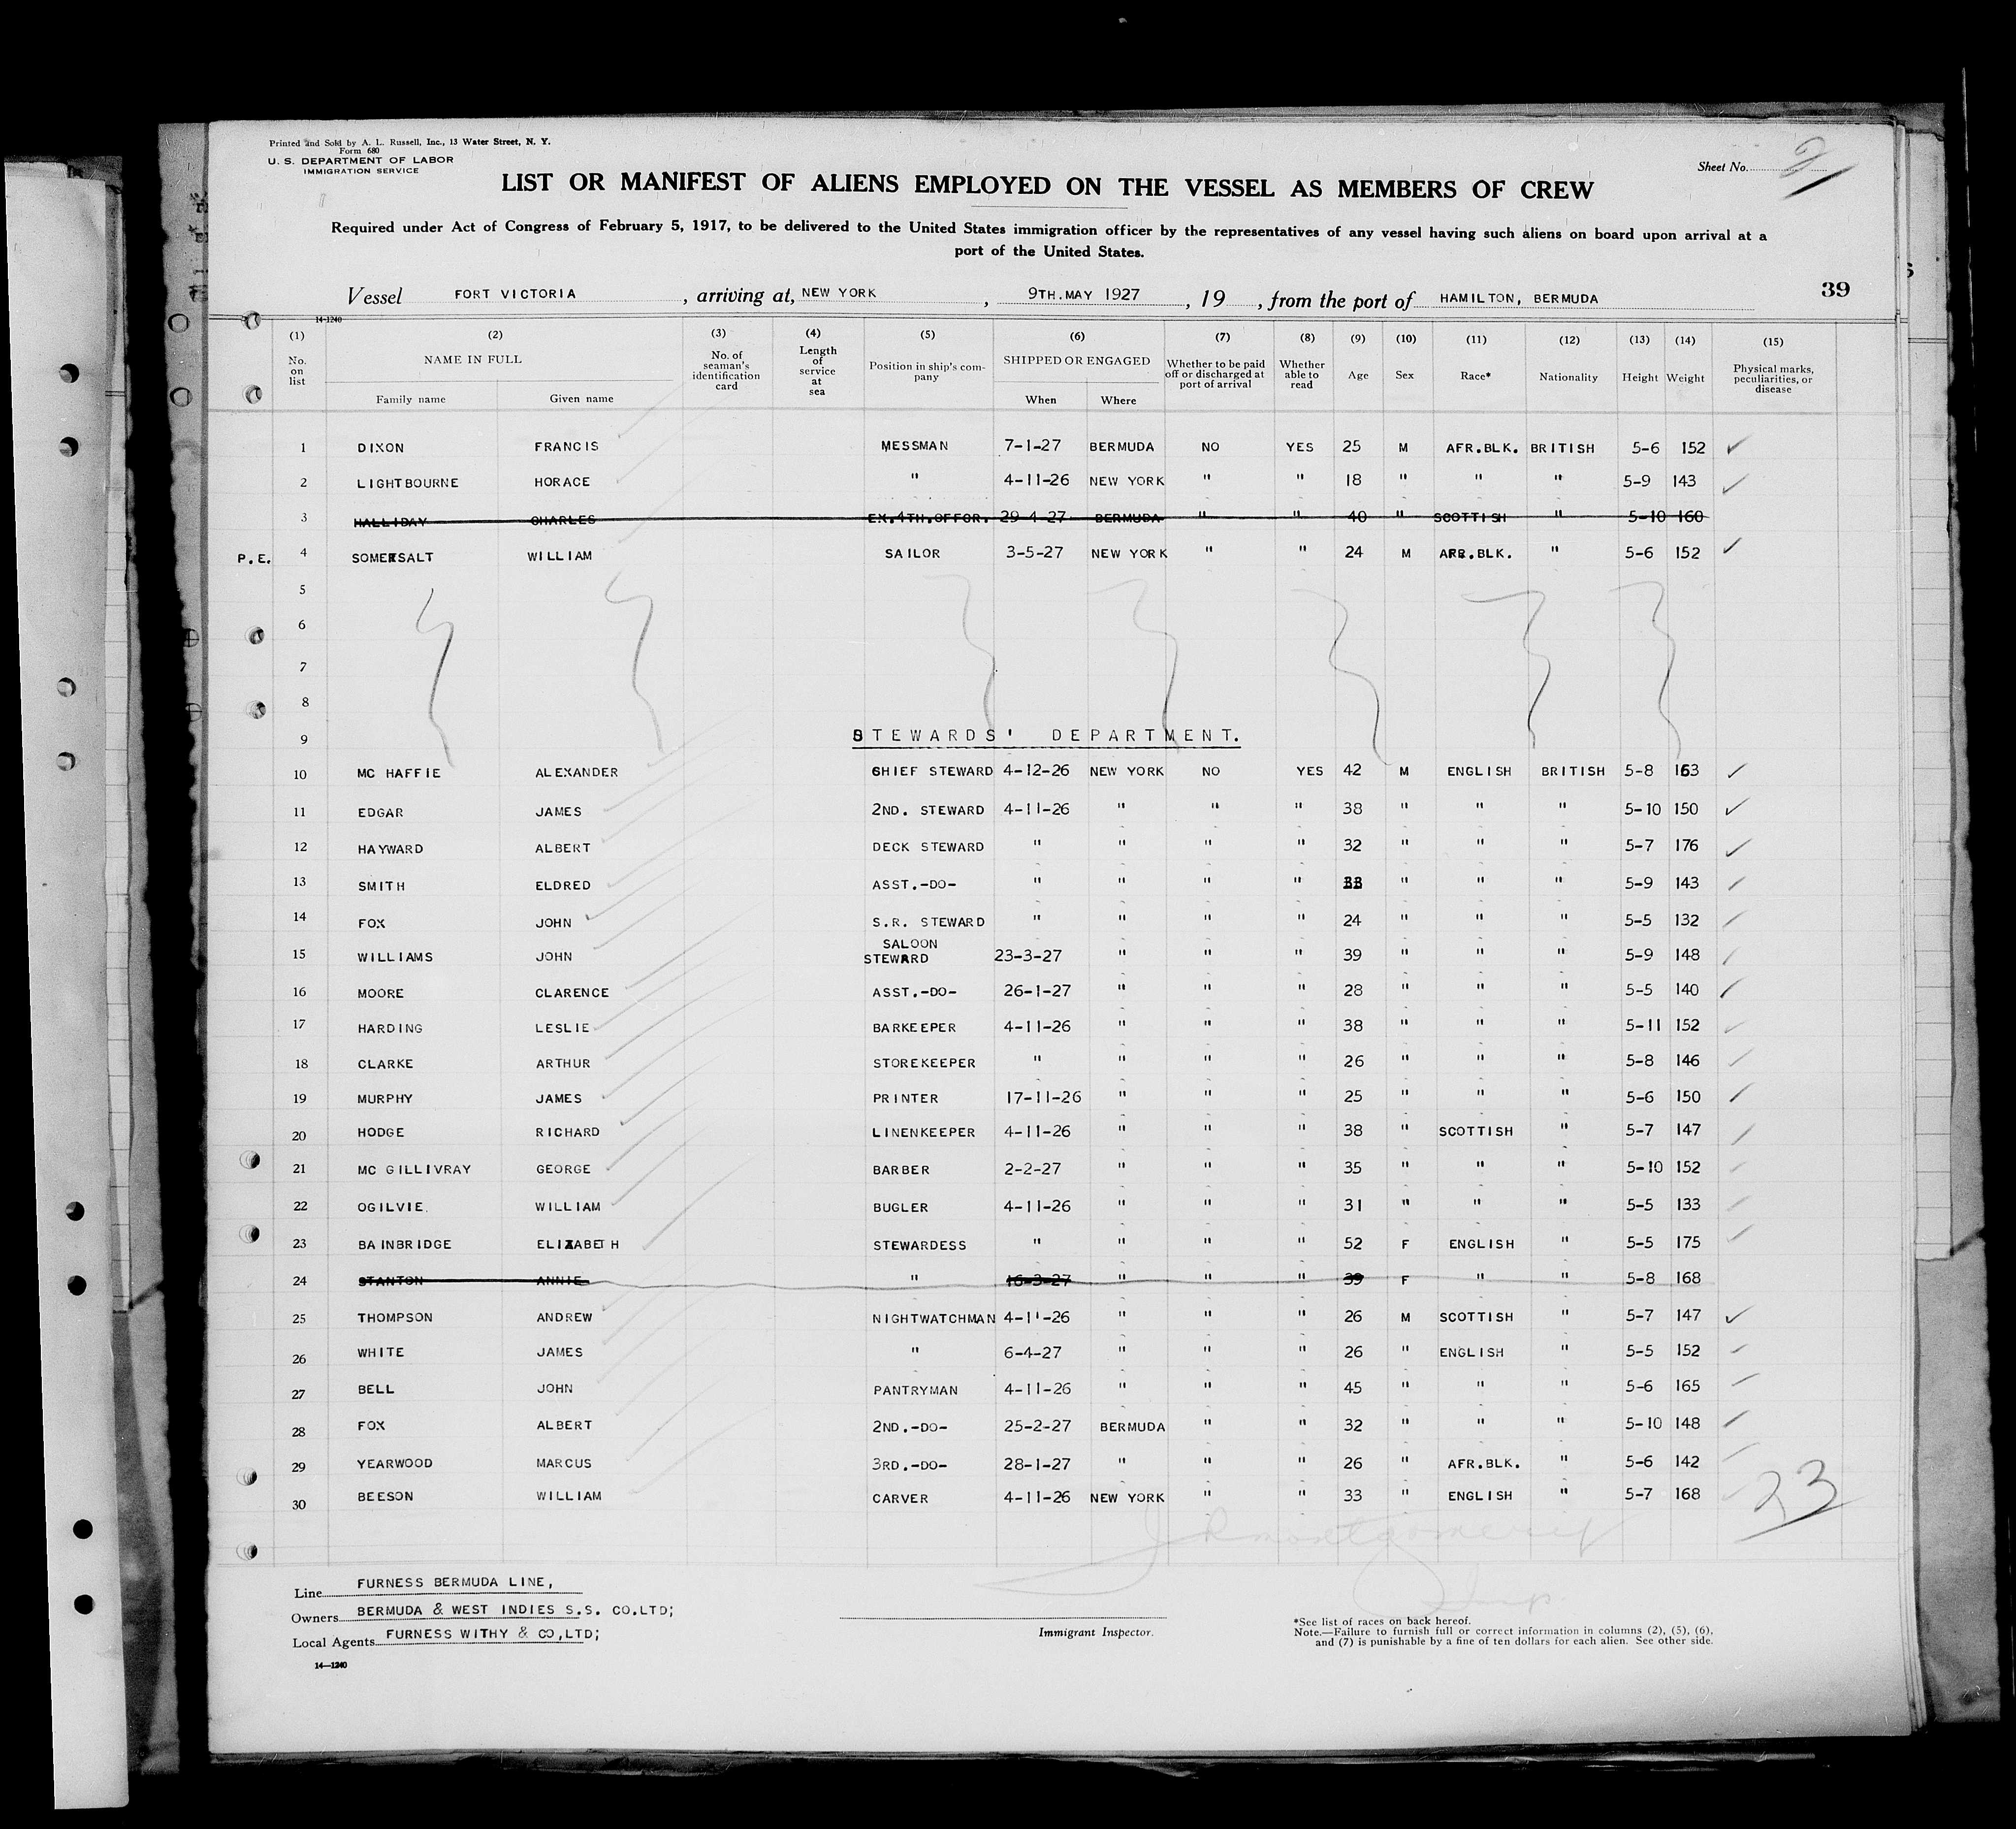 Printed and Sold by A. L. Russell, Inc., 13 Water Street, N. Y.
Form 680
U. S. DEPARTMENT OF LABOR
IMMIGRATION SERVICE
Sheet No. 2
LIST OR MANIFEST OF ALIENS EMPLOYED ON THE VESSEL AS MEMBERS OF CREW
Required under Act of Congress of February 5, 1917, to be delivered to the United States immigration officer by the representatives of any vessel having such aliens on board upon arrival at a
port of the United States.
Vessel FORT VICTORIA, arriving at, NEW YORK, 9TH.MAY 1927, 19, from the port of HAMILTON, BERMUDA
39
14-1240
(1) (2) (3) (4) (5) (6) (7) (8) (9) (10) (11) (12) (13) (14) (15)
No. on list NAME IN FULL Family name Given name No. of seaman's identification card Length of service at sea Position in ship's company SHIPPED OR ENGAGED When Where Whether to be paid off or discharged at port of arrival Whether able to read Age Sex Race* Nationality Height Weight Physical marks, peculiarities, or disease
1 DIXON FRANCIS MESSMAN 7-1-27 BERMUDA NO YES 25 M AFR.BLK. BRITISH 5-6 152
2 LIGHTBOURNE HORACE " 4-11-26 NEW YORK " " 18 " " " 5-9 143
3 HALLIDAY CHARLES EX.4TH.OFFCR. 29-4-27 BERMUDA " " 40 " SCOTTISH " 5-10 160
P.E. 4 SOMERSALT WILLIAM SAILOR 3-5-27 NEW YORK " " 24 M AFR.BLK. " 5-6 152
5
6
7
8
9 STEWARDS' DEPARTMENT.
10 MC HAFFIE ALEXANDER CHIEF STEWARD 4-12-26 NEW YORK NO YES 42 M ENGLISH BRITISH 5-8 163
11 EDGAR JAMES 2ND. STEWARD 4-11-26 " " " 38 " " " 5-10 150
12 HAYWARD ALBERT DECK STEWARD " " " " 32 " " " 5-7 176
13 SMITH ELDRED ASST.-DO- " " " " 33 " " " 5-9 143
14 FOX JOHN S.R. STEWARD " " " " 24 " " " 5-5 132
15 WILLIAMS JOHN SALOON STEWARD 23-3-27 " " " 39 " " " 5-9 148
16 MOORE CLARENCE ASST.-DO- 26-1-27 " " " 28 " " " 5-5 140
17 HARDING LESLIE BARKEEPER 4-11-26 " " " 38 " " " 5-11 152
18 CLARKE ARTHUR STOREKEEPER " " " " 26 " " " 5-8 146
19 MURPHY JAMES PRINTER 17-11-26 " " " 25 " " " 5-6 150
20 HODGE RICHARD LINENKEEPER 4-11-26 " " " 38 " SCOTTISH " 5-7 147
21 MC GILLIVRAY GEORGE BARBER 2-2-27 " " " 35 " " " 5-10 152
22 OGILVIE. WILLIAM BUGLER 4-11-26 " " " 31 " " " 5-5 133
23 BAINBRIDGE ELIZABETH STEWARDESS " " " " 52 F ENGLISH " 5-5 175
24 STANTON ANNIE " 16-3-27 " " " 39 F " " 5-8 168
25 THOMPSON ANDREW NIGHTWATCHMAN 4-11-26 " " " 26 M SCOTTISH " 5-7 147
26 WHITE JAMES " 6-4-27 " " " 26 " ENGLISH " 5-5 152
27 BELL JOHN PANTRYMAN 4-11-26 " " " 45 " " " 5-6 165
28 FOX ALBERT 2ND.-DO- 25-2-27 BERMUDA " " 32 " " " 5-10 148
29 YEARWOOD MARCUS 3RD.-DO- 28-1-27 " " " 26 " AFR.BLK. " 5-6 142
30 BEESON WILLIAM CARVER 4-11-26 NEW YORK " " 33 " ENGLISH " 5-7 168
23
Line FURNESS BERMUDA LINE,
Owners BERMUDA & WEST INDIES S.S. CO.LTD;
Local Agents FURNESS WITHY & CO,LTD;
Immigrant Inspector.
*See list of races on back hereof.
Note.—Failure to furnish full or correct information in columns (2), (5), (6),
and (7) is punishable by a fine of ten dollars for each alien. See other side.
14—1240